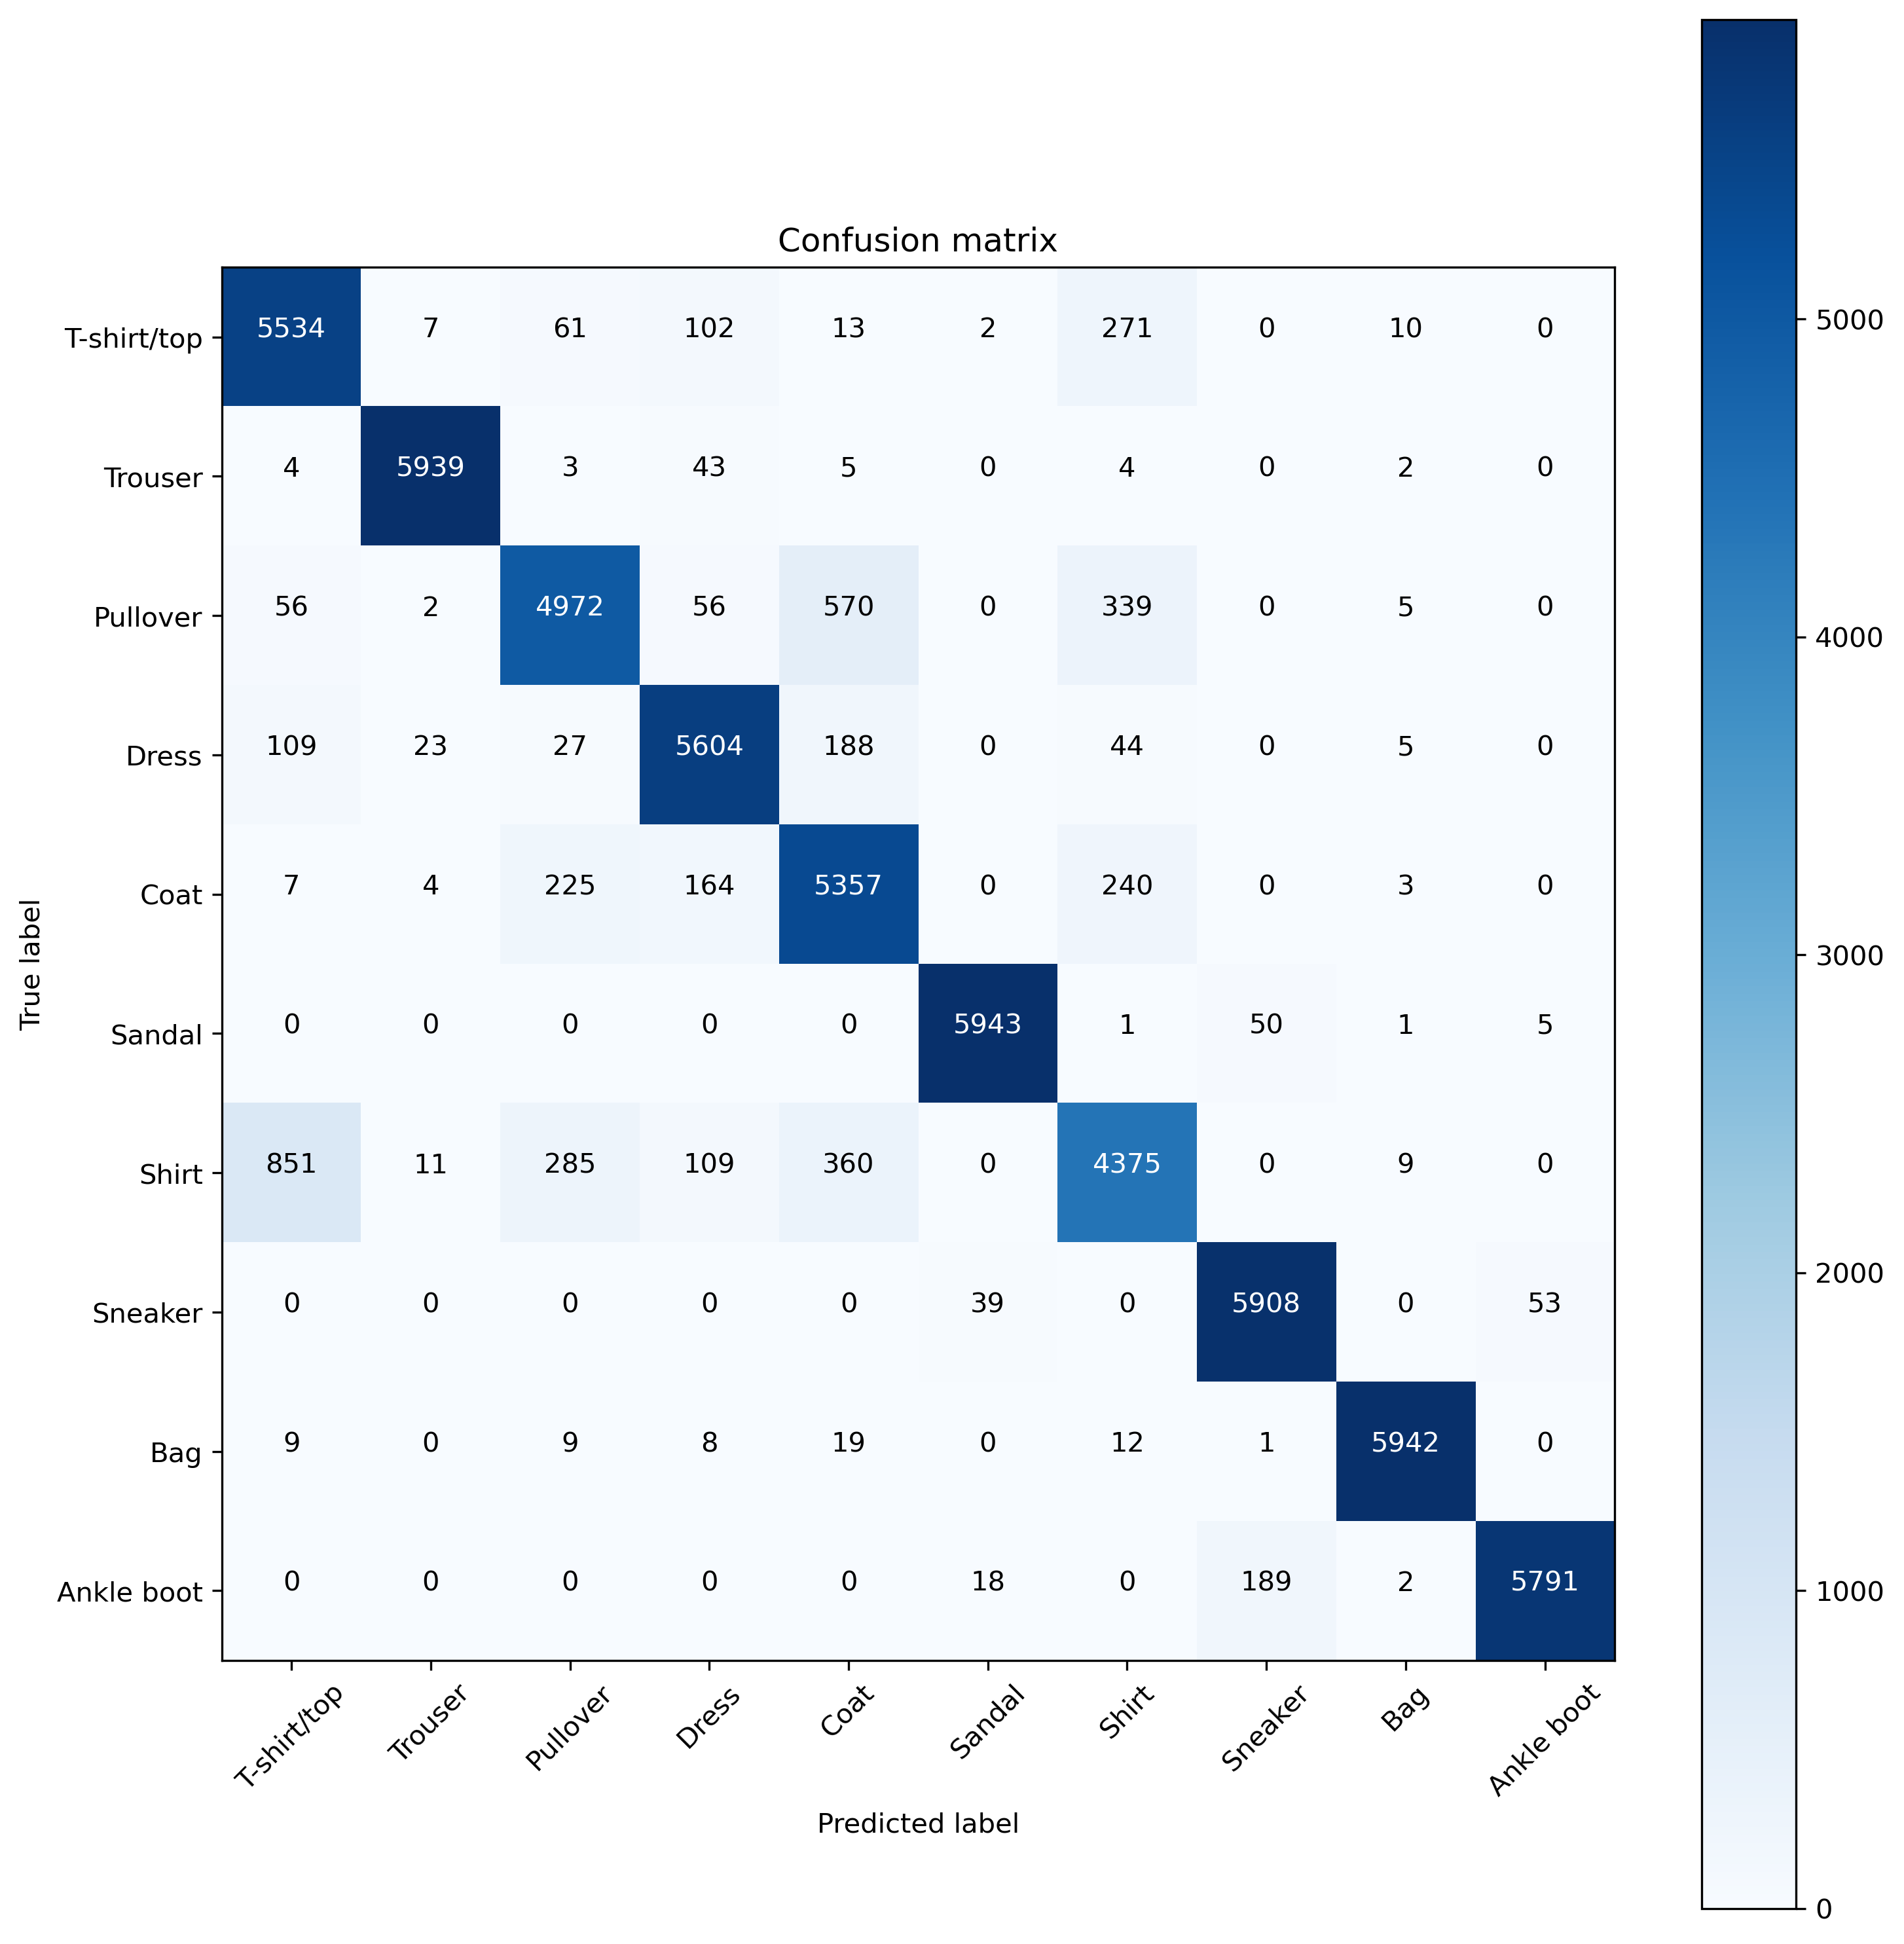 Confusion matrix
T-shirt/top 5534 7 61 102 13 2 271 0 10 0
Trouser 4 5939 3 43 5 0 4 0 2 0
Pullover 56 2 4972 56 570 0 339 0 5 0
Dress 109 23 27 5604 188 0 44 0 5 0
Coat 7 4 225 164 5357 0 240 0 3 0
Sandal 0 0 0 0 0 5943 1 50 1 5
Shirt 851 11 285 109 360 0 4375 0 9 0
Sneaker 0 0 0 0 0 39 0 5908 0 53
Bag 9 0 9 8 19 0 12 1 5942 0
Ankle boot 0 0 0 0 0 18 0 189 2 5791
True label
T-shirt/top Trouser Pullover Dress Coat Sandal Shirt Sneaker Bag Ankle boot
Predicted label
5000
4000
3000
2000
1000
0